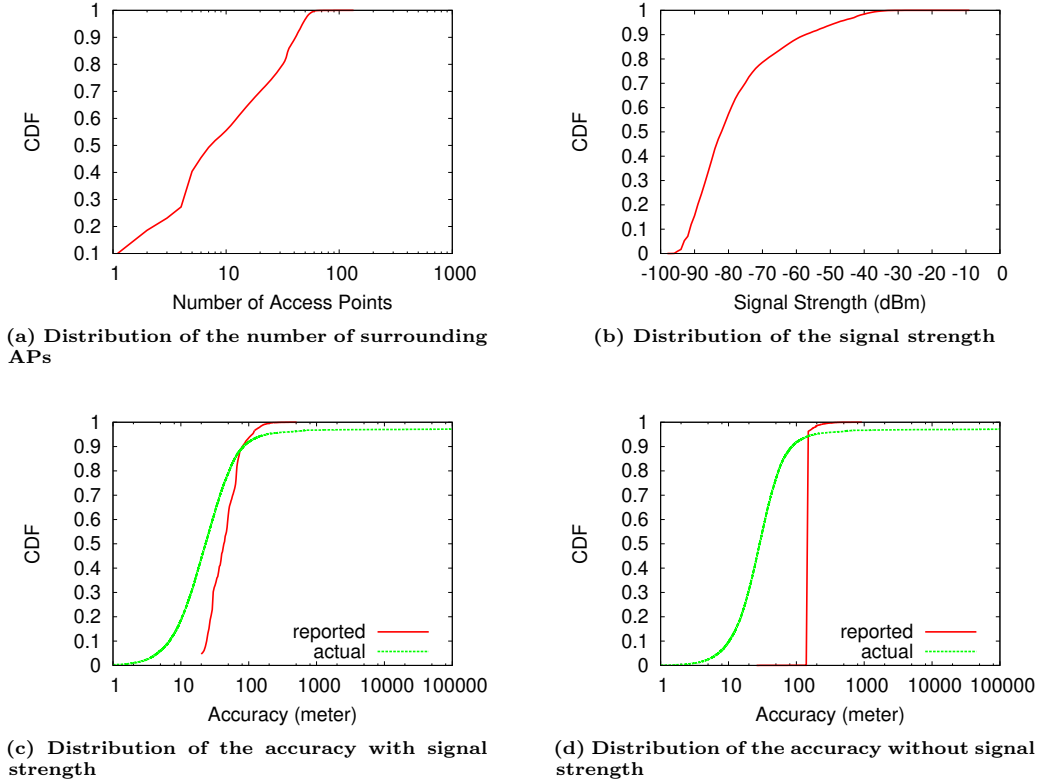 1
0.9
0.8
0.7
0.6
0.5
0.4
0.3
0.2
0.1
CDF
1 10 100 1000
Number of Access Points
(a) Distribution of the number of surrounding
APs
1
0.9
0.8
0.7
0.6
0.5
0.4
0.3
0.2
0.1
0
CDF
-100 -90 -80 -70 -60 -50 -40 -30 -20 -10 0
Signal Strength (dBm)
(b) Distribution of the signal strength
1
0.9
0.8
0.7
0.6
0.5
0.4
0.3
0.2
0.1
0
CDF
reported
actual
1 10 100 1000 10000 100000
Accuracy (meter)
(c) Distribution of the accuracy with signal
strength
1
0.9
0.8
0.7
0.6
0.5
0.4
0.3
0.2
0.1
0
CDF
reported
actual
1 10 100 1000 10000 100000
Accuracy (meter)
(d) Distribution of the accuracy without signal
strength